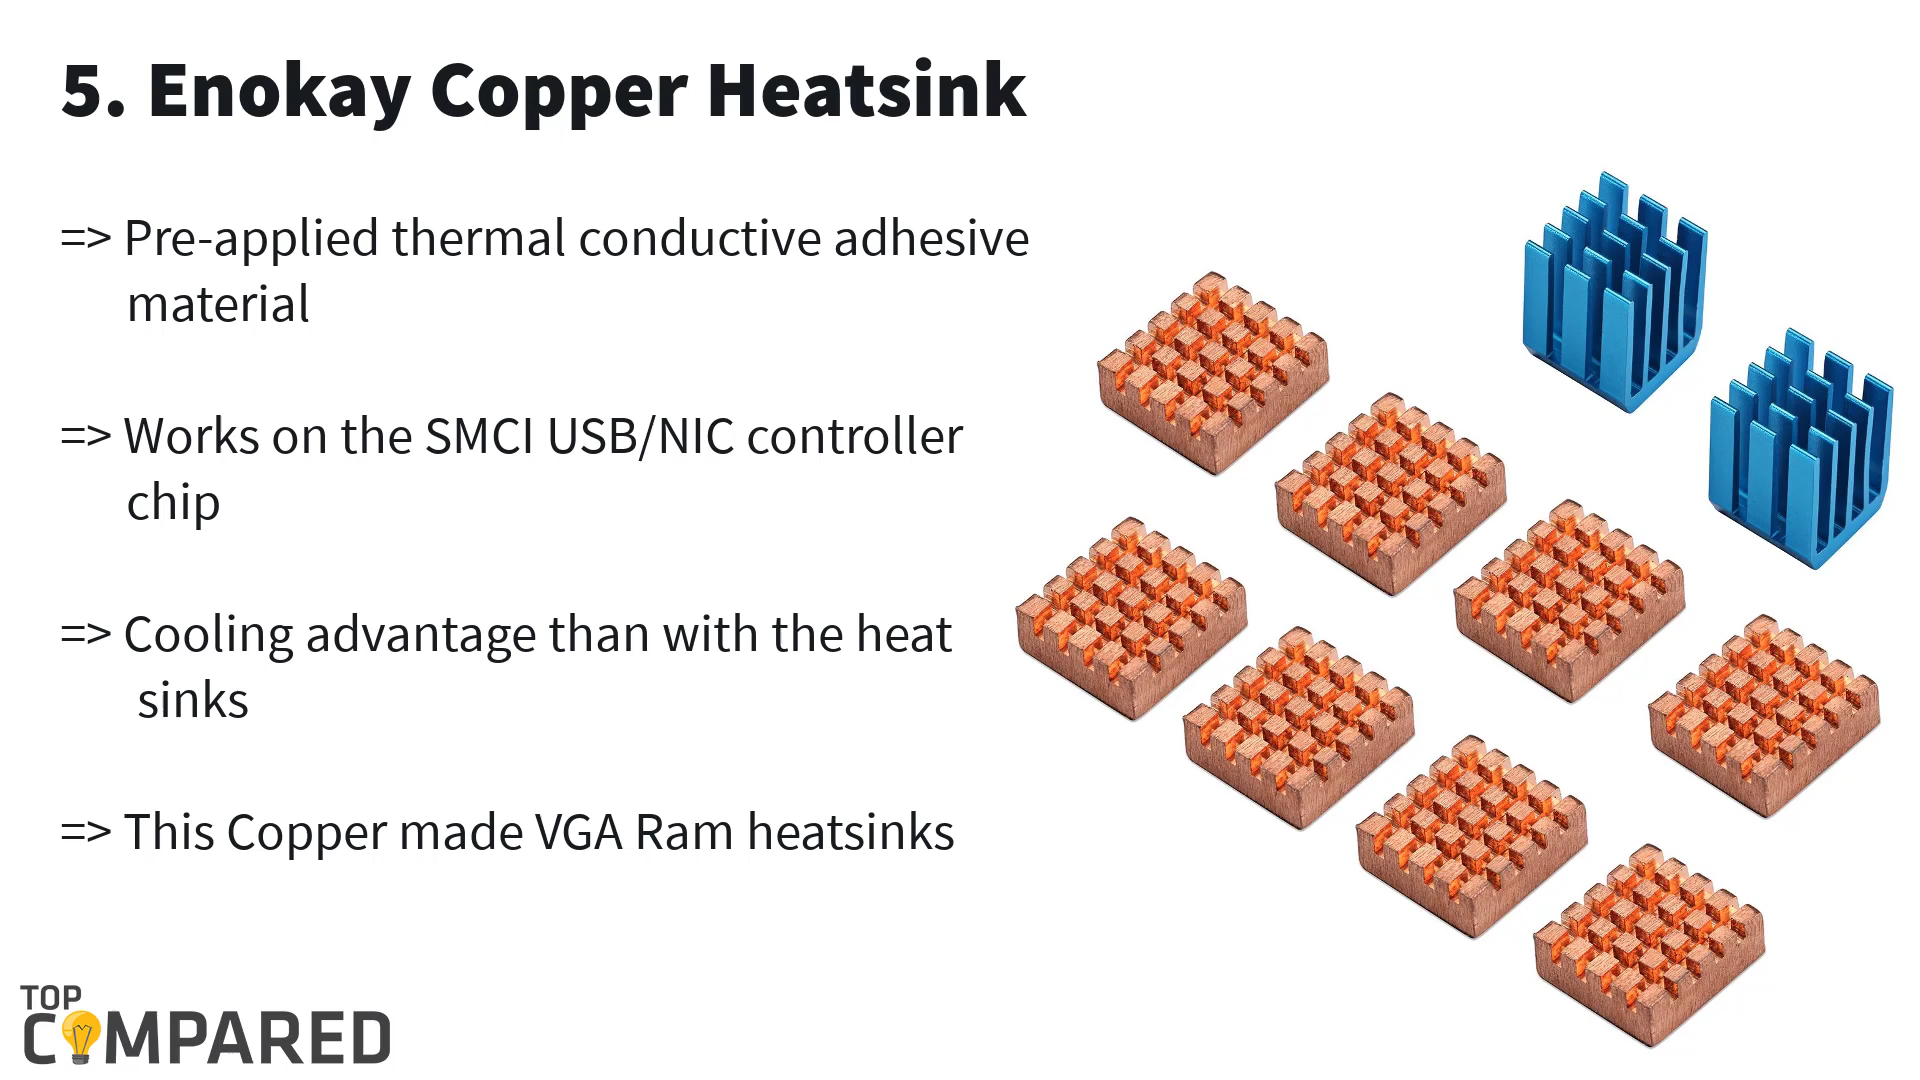 5. Enokay Copper Heatsink
=> Pre-applied thermal conductive adhesive
material
=> Works on the SMCI USB/NIC controller
chip
=> Cooling advantage than with the heat
sinks
=> This Copper made VGA Ram heatsinks
TOP
COMPARED